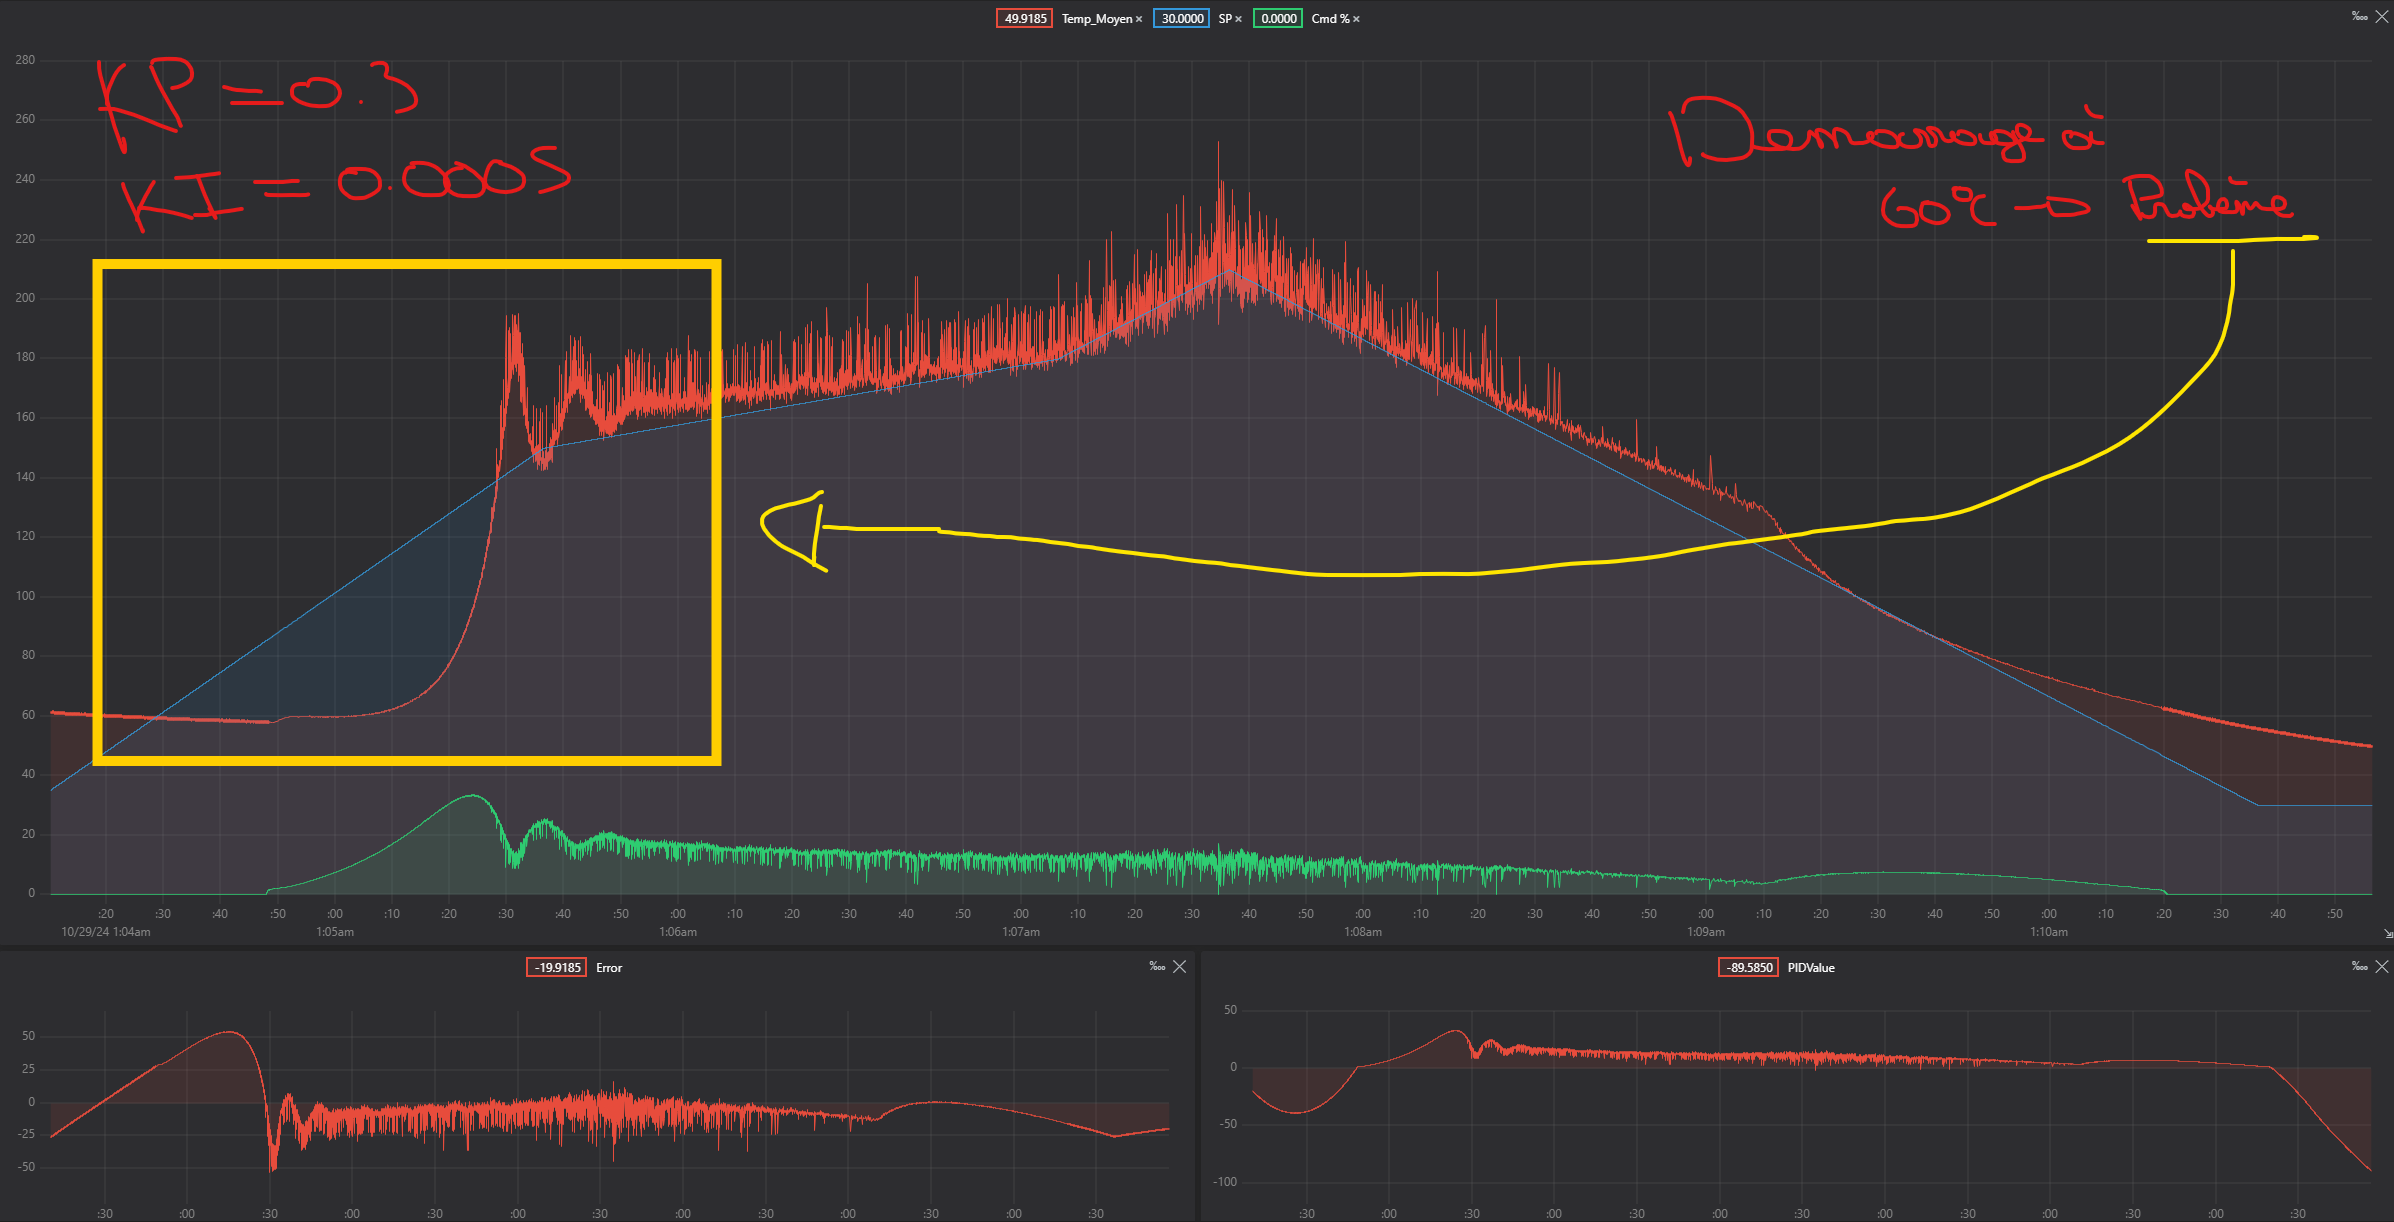 49.9185 Temp_Moyen × 30.0000 SP × 0.0000 Cmd % ×
280
260
240
220
200
180
160
140
120
100
80
60
40
20
0
KP = 0.3
KI = 0.0005
Demarrage à
60°C → Problème
:20 :30 :40 :50 :00 :10 :20 :30 :40 :50 :00 :10 :20 :30 :40 :50 :00 :10 :20 :30 :40 :50 :00 :10 :20 :30 :40 :50 :00 :10 :20 :30 :40 :50 :00 :10 :20 :30 :40 :50
10/29/24 1:04am 1:05am 1:06am 1:07am 1:08am 1:09am 1:10am
-19.9185 Error
50
25
0
-25
-50
:30 :00 :30 :00 :30 :00 :30 :00 :30 :00 :30 :00 :30
-89.5850 PIDValue
50
0
-50
-100
:30 :00 :30 :00 :30 :00 :30 :00 :30 :00 :30 :00 :30